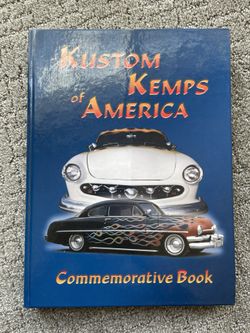 Kustom
Kemps
of America
Commemorative Book